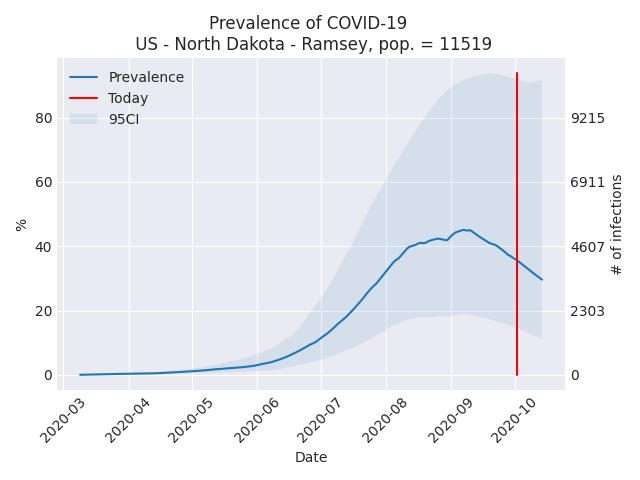 Prevalence of COVID-19
US - North Dakota - Ramsey, pop. = 11519
Prevalence
Today
95CI
80
60
40
20
0
%
9215
6911
4607
2303
0
# of infections
2020-03
2020-04
2020-05
2020-06
2020-07
2020-08
2020-09
2020-10
Date